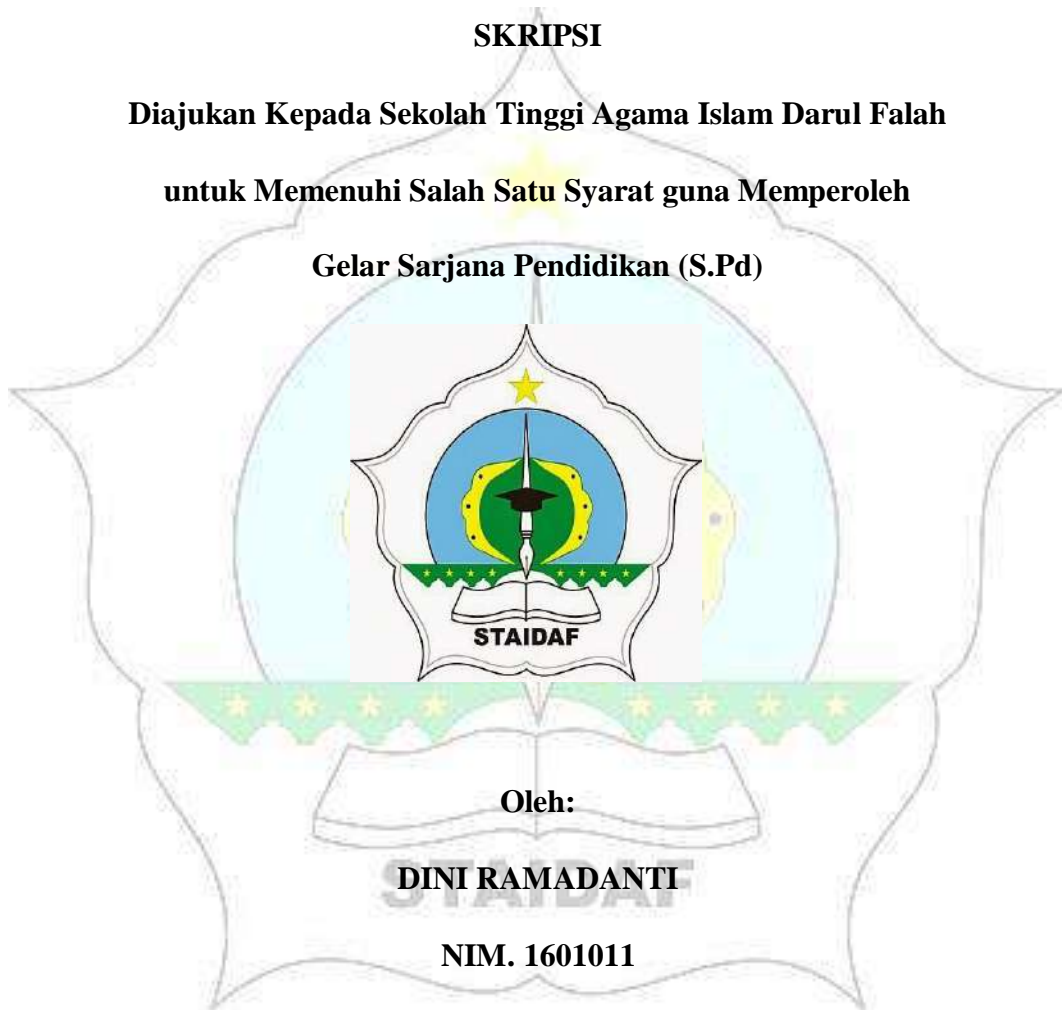 SKRIPSI
Diajukan Kepada Sekolah Tinggi Agama Islam Darul Falah
untuk Memenuhi Salah Satu Syarat guna Memperoleh
Gelar Sarjana Pendidikan (S.Pd)
STAIDAF
Oleh:
STAIDAF
DINI RAMADANTI
NIM. 1601011